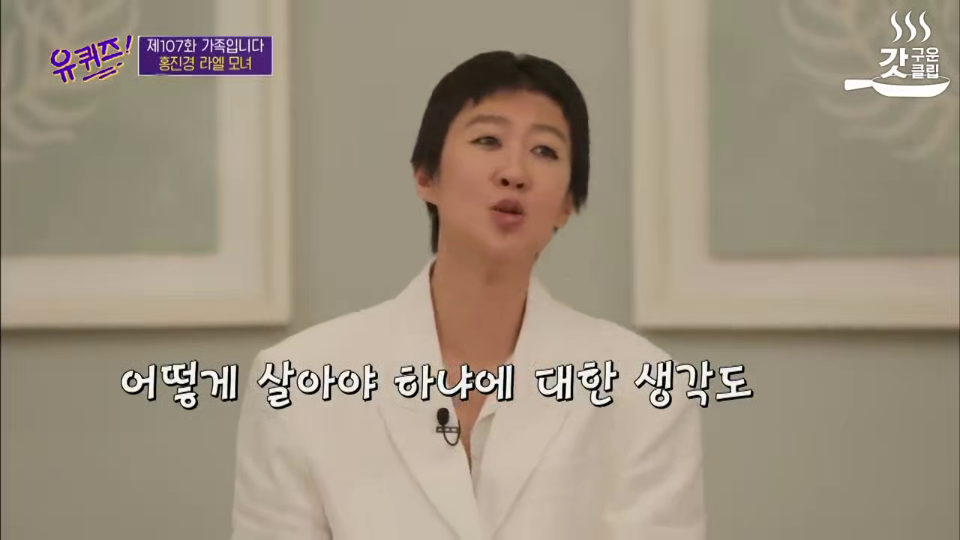 유퀴즈!
제107화 가족입니다
홍진경 라엘 모녀
갓구운
클립
어떻게 살아야 하냐에 대한 생각도